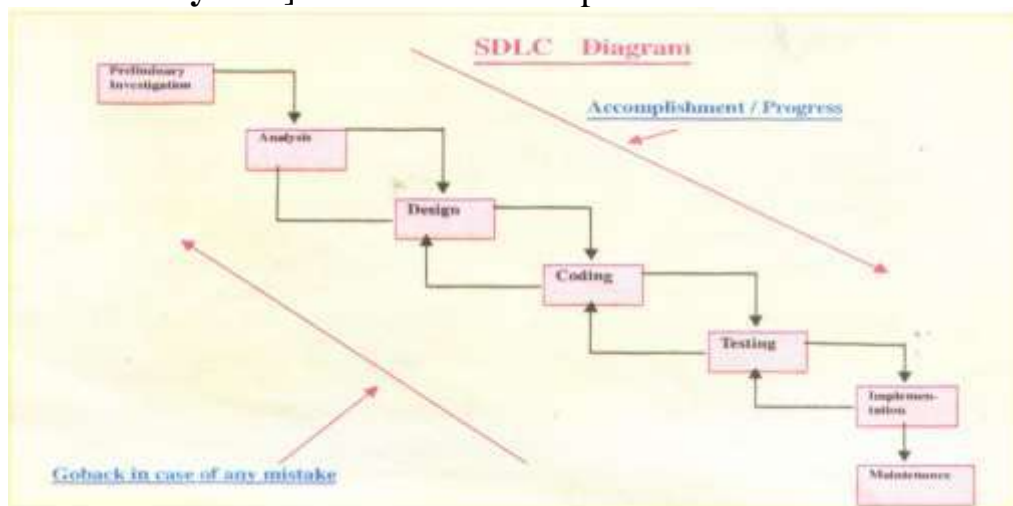 SDLC Diagram
Preliminary
Investigation
Accomplishment / Progress
Analysis
Design
Coding
Testing
Implemen-
tation
Goback in case of any mistake
Maintenance